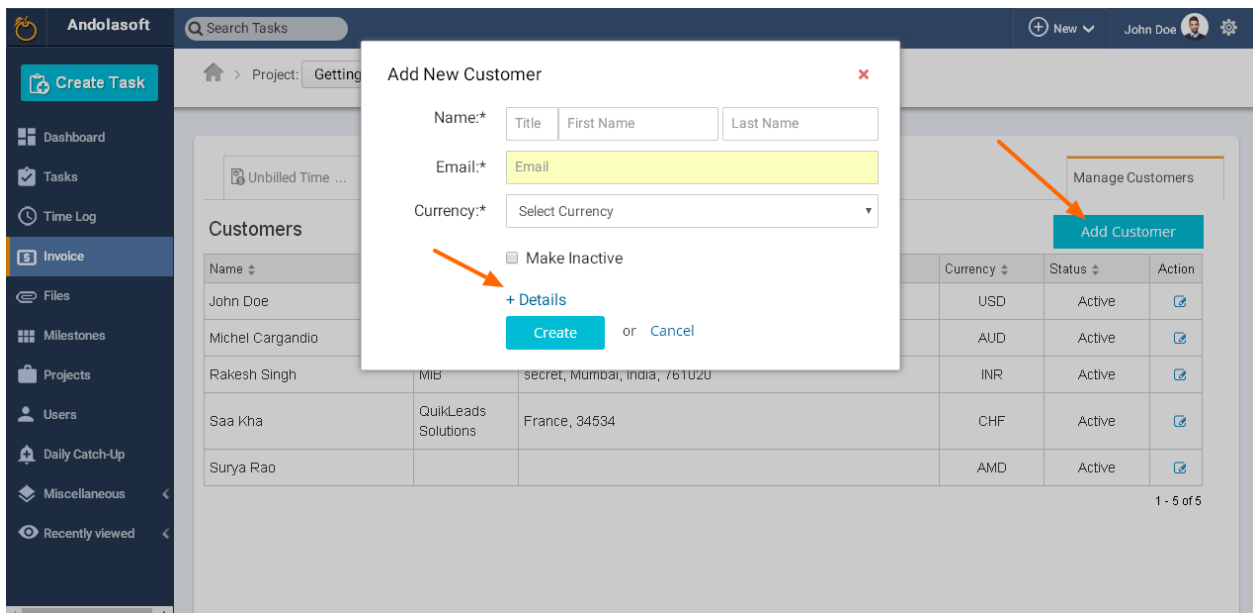 Andolasoft
Search Tasks
New
John Doe
Create Task
> Project: Getting
Dashboard
Tasks
Time Log
Invoice
Files
Milestones
Projects
Users
Daily Catch-Up
Miscellaneous
Recently viewed
Add New Customer
Name:* Title First Name Last Name
Email:* Email
Currency:* Select Currency
Make Inactive
+ Details
Create or Cancel
Unbilled Time ...
Manage Customers
Customers
Add Customer
Name Currency Status Action
John Doe USD Active
Michel Cargandio AUD Active
Rakesh Singh MIB secret, Mumbai, India, 761020 INR Active
Saa Kha QuikLeads Solutions France, 34534 CHF Active
Surya Rao AMD Active
1 - 5 of 5